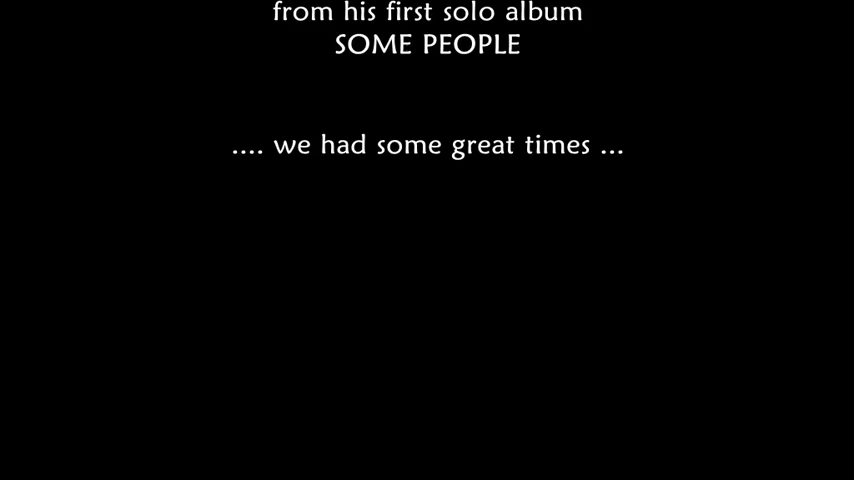 from his first solo album
SOME PEOPLE
.... we had some great times ...